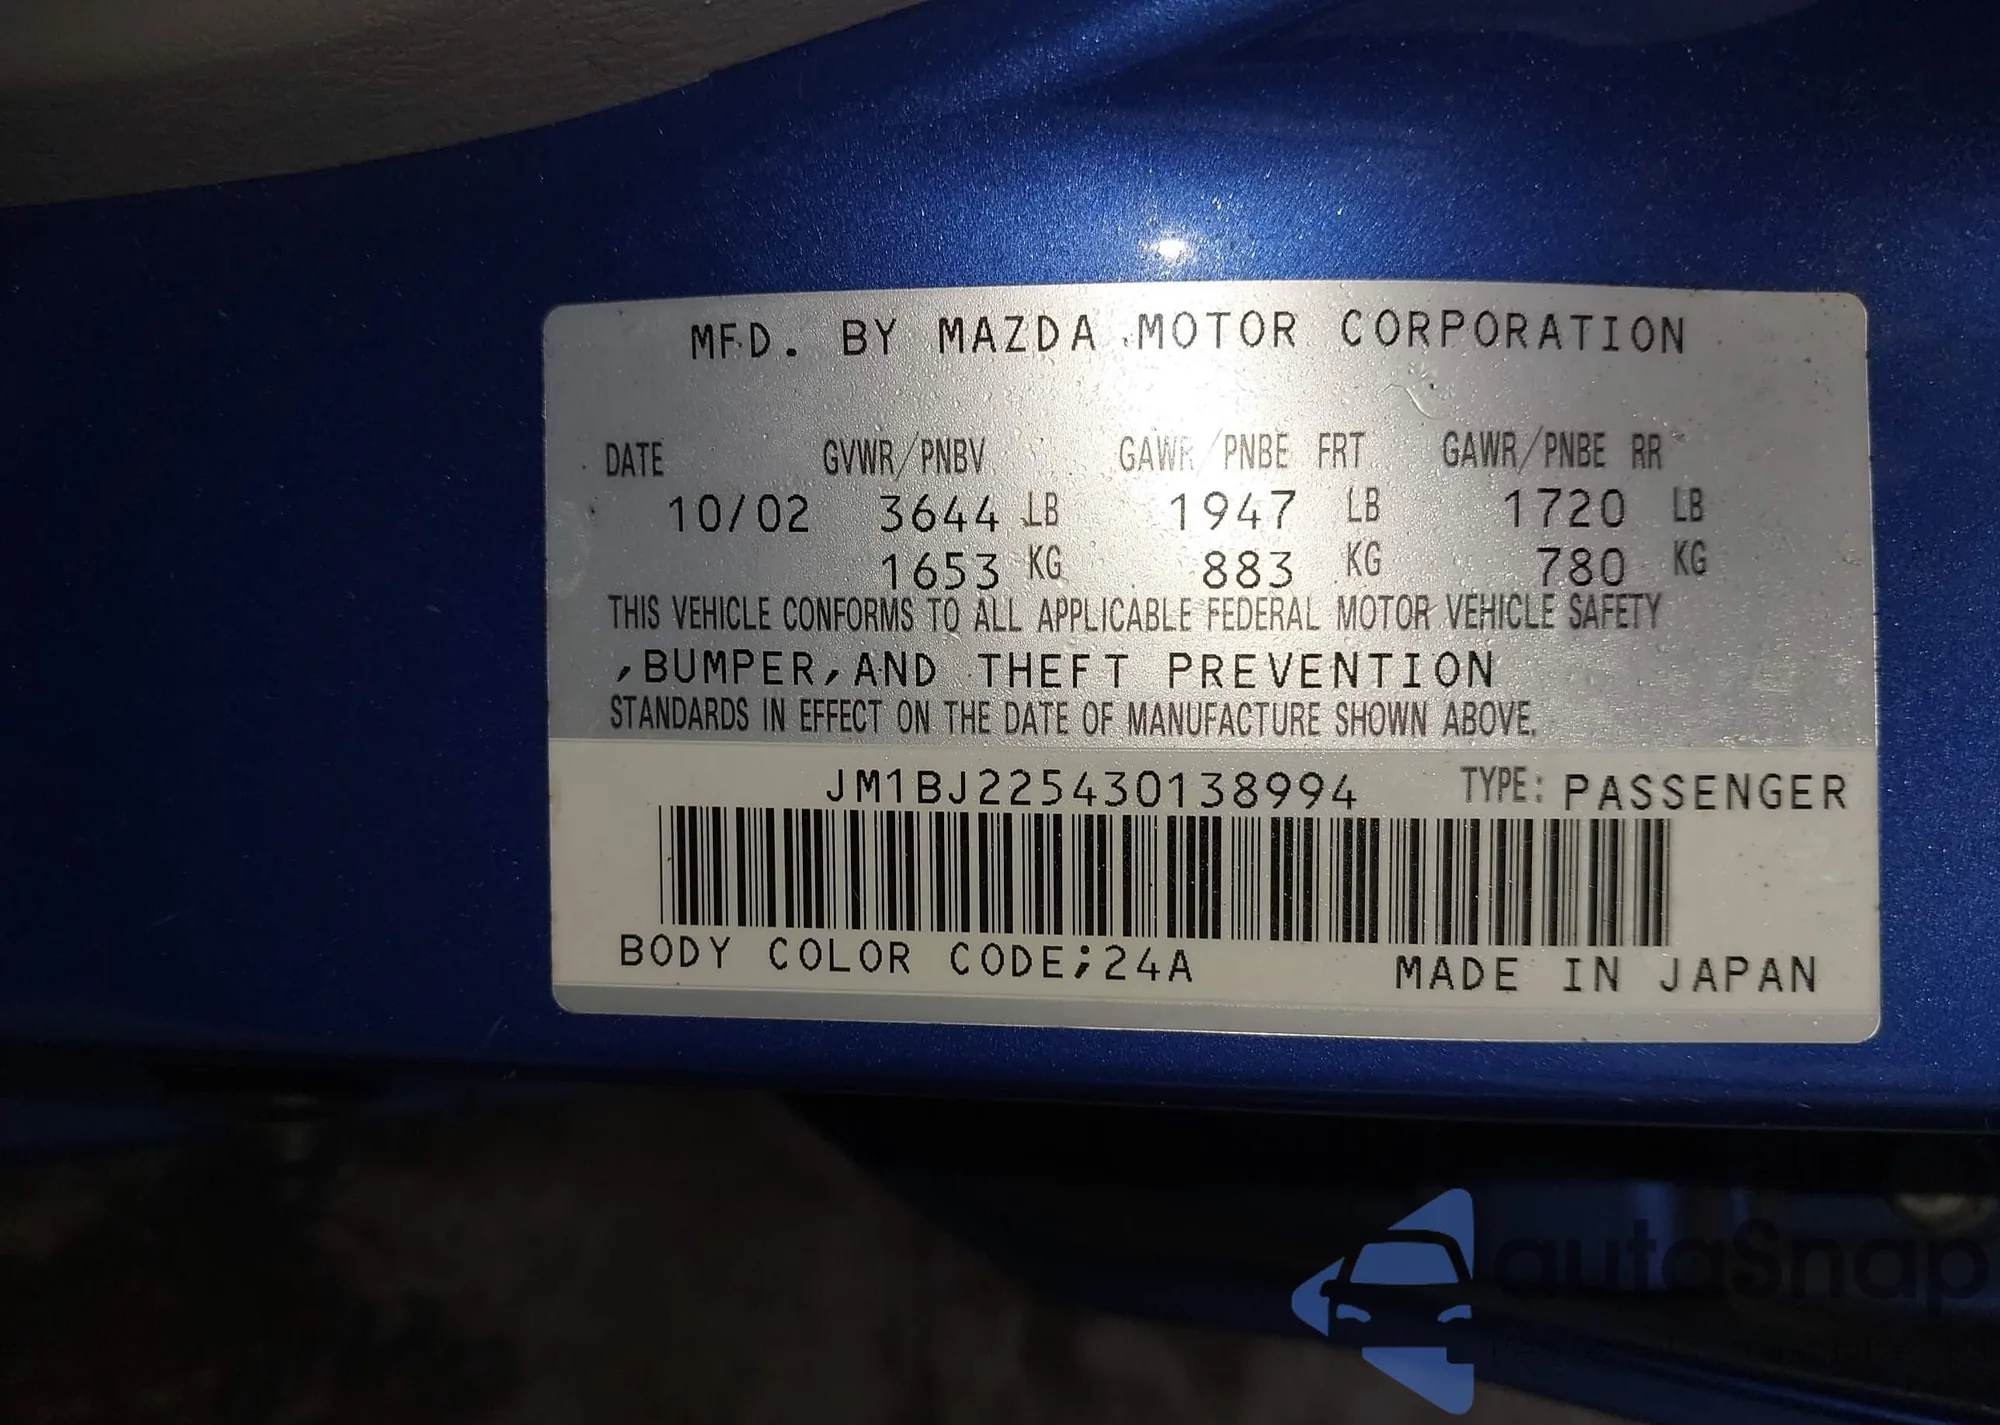 MFD. BY MAZDA MOTOR CORPORATION
DATE GVWR/PNBV GAWR/PNBE FRT GAWR/PNBE RR
10/02 3644 LB 1947 LB 1720 LB
1653 KG 883 KG 780 KG
THIS VEHICLE CONFORMS TO ALL APPLICABLE FEDERAL MOTOR VEHICLE SAFETY
,BUMPER,AND THEFT PREVENTION
STANDARDS IN EFFECT ON THE DATE OF MANUFACTURE SHOWN ABOVE.
JM1BJ225430138994 TYPE: PASSENGER
BODY COLOR CODE;24A MADE IN JAPAN
autaSnap